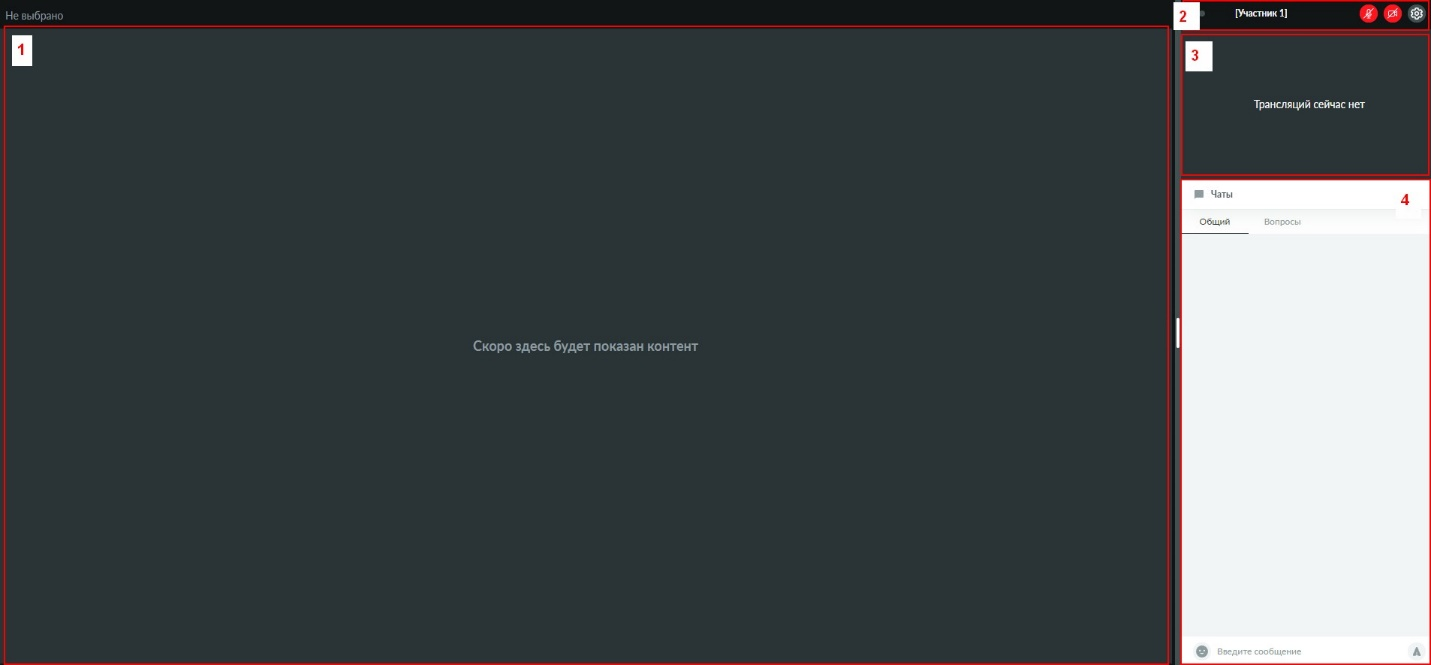 Не выбрано
1
2
[Участник 1]
3
Трансляций сейчас нет
Чаты
4
Общий
Вопросы
Скоро здесь будет показан контент
Введите сообщение